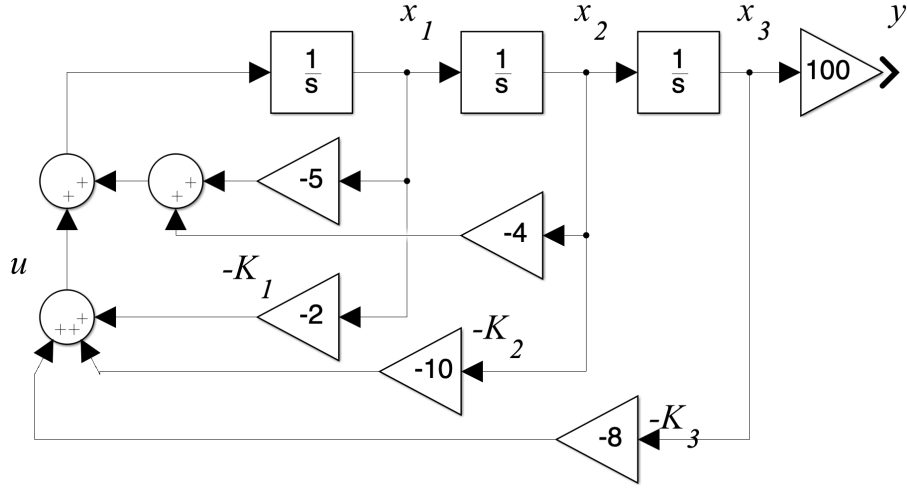 x1 x2 x3 y
1/s 1/s 1/s 100
+ + + + -5
-4
u
-K1
+ + + -2
-K2
-10
-K3
-8